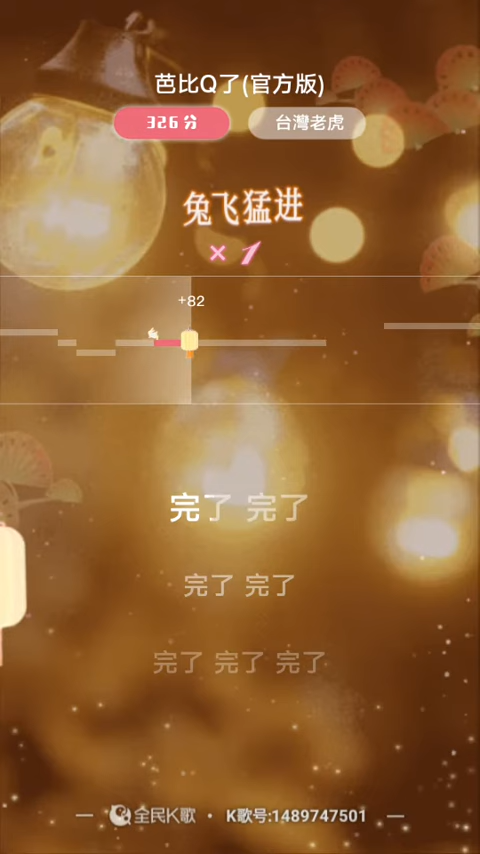 芭比Q了(官方版)
326 分
台灣老虎
兔飞猛进
× 1
+82
完了 完了
完了 完了
完了 完了 完了
全民K歌 · K歌号:1489747501